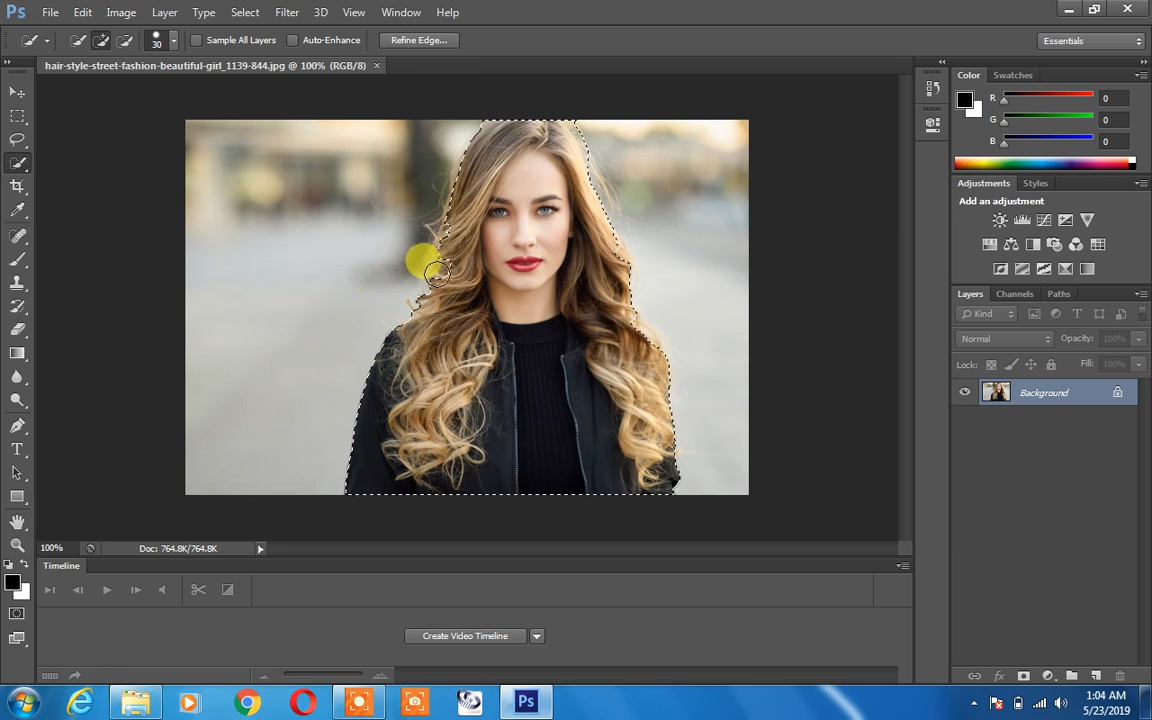 Ps File Edit Image Layer Type Select Filter 3D View Window Help
30 Sample All Layers Auto-Enhance Refine Edge... Essentials
hair-style-street-fashion-beautiful-girl_1139-844.jpg @ 100% (RGB/8) ×
Color Swatches
R 0
G 0
B 0
Adjustments Styles
Add an adjustment
Layers Channels Paths
Kind
Normal Opacity: 100%
Lock: Fill: 100%
Background
100% Doc: 764.8K/764.8K
Timeline
Create Video Timeline
Ps
1:04 AM
5/23/2019